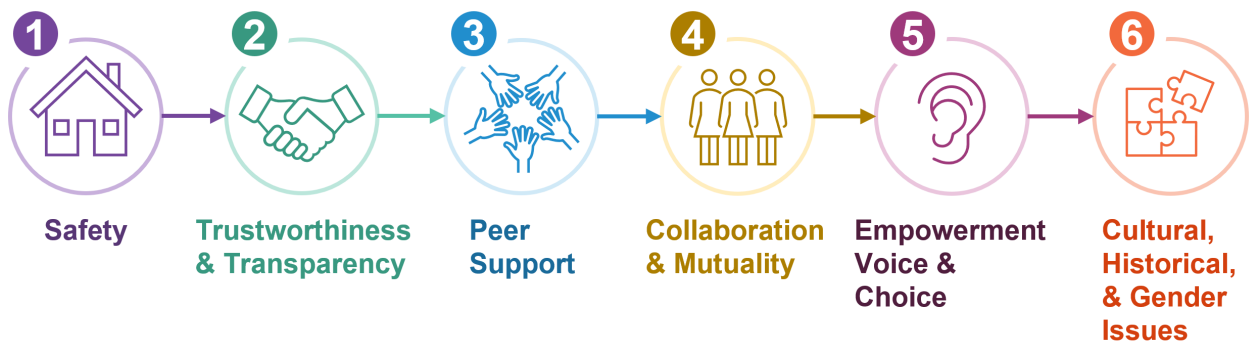 1
2
3
4
5
6
Safety
Trustworthiness
& Transparency
Peer
Support
Collaboration
& Mutuality
Empowerment
Voice &
Choice
Cultural,
Historical,
& Gender
Issues